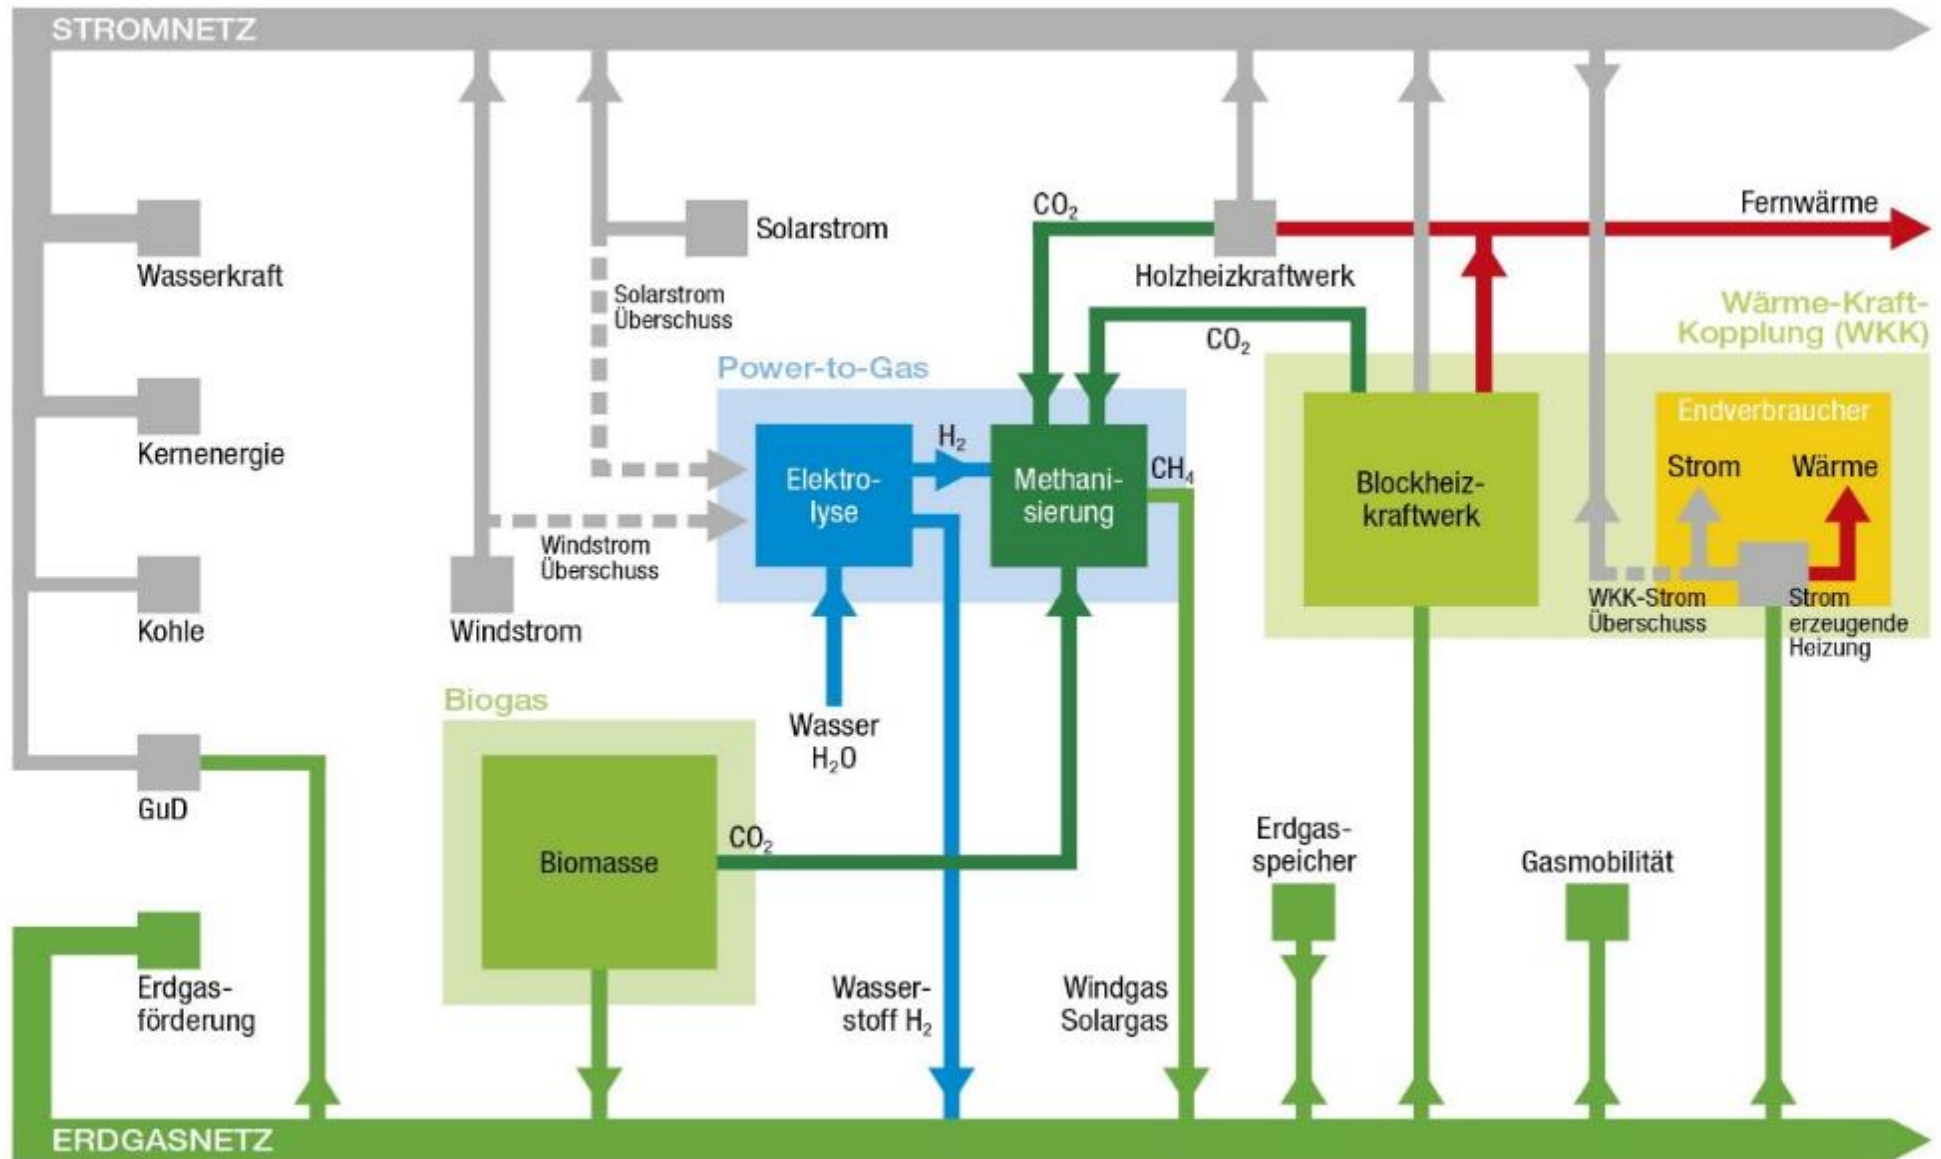 STROMNETZ
Wasserkraft
Kernenergie
Kohle
GuD
Erdgas-
förderung
Solarstrom
Solarstrom
Überschuss
Windstrom
Überschuss
Windstrom
Power-to-Gas
Elektro-
lyse
H₂
Methani-
sierung
CH₄
CO₂
CO₂
Holzheizkraftwerk
Fernwärme
Wärme-Kraft-
Kopplung (WKK)
Blockheiz-
kraftwerk
Endverbraucher
Strom
Wärme
WKK-Strom
Überschuss
Strom
erzeugende
Heizung
Biogas
Biomasse
CO₂
Wasser
H₂O
Wasser-
stoff H₂
Windgas
Solargas
Erdgas-
speicher
Gasmobilität
ERDGASNETZ